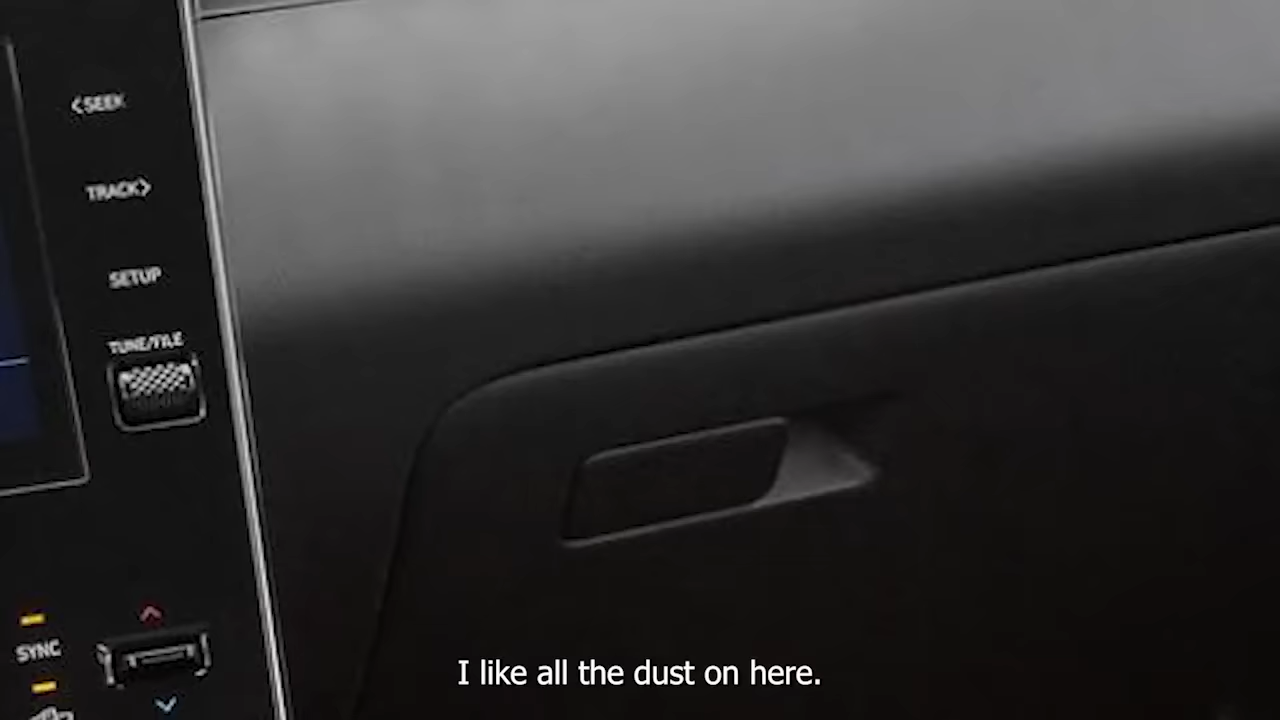 <SEEK
TRACK>
SETUP
TUNE/FILE
SYNC
I like all the dust on here.